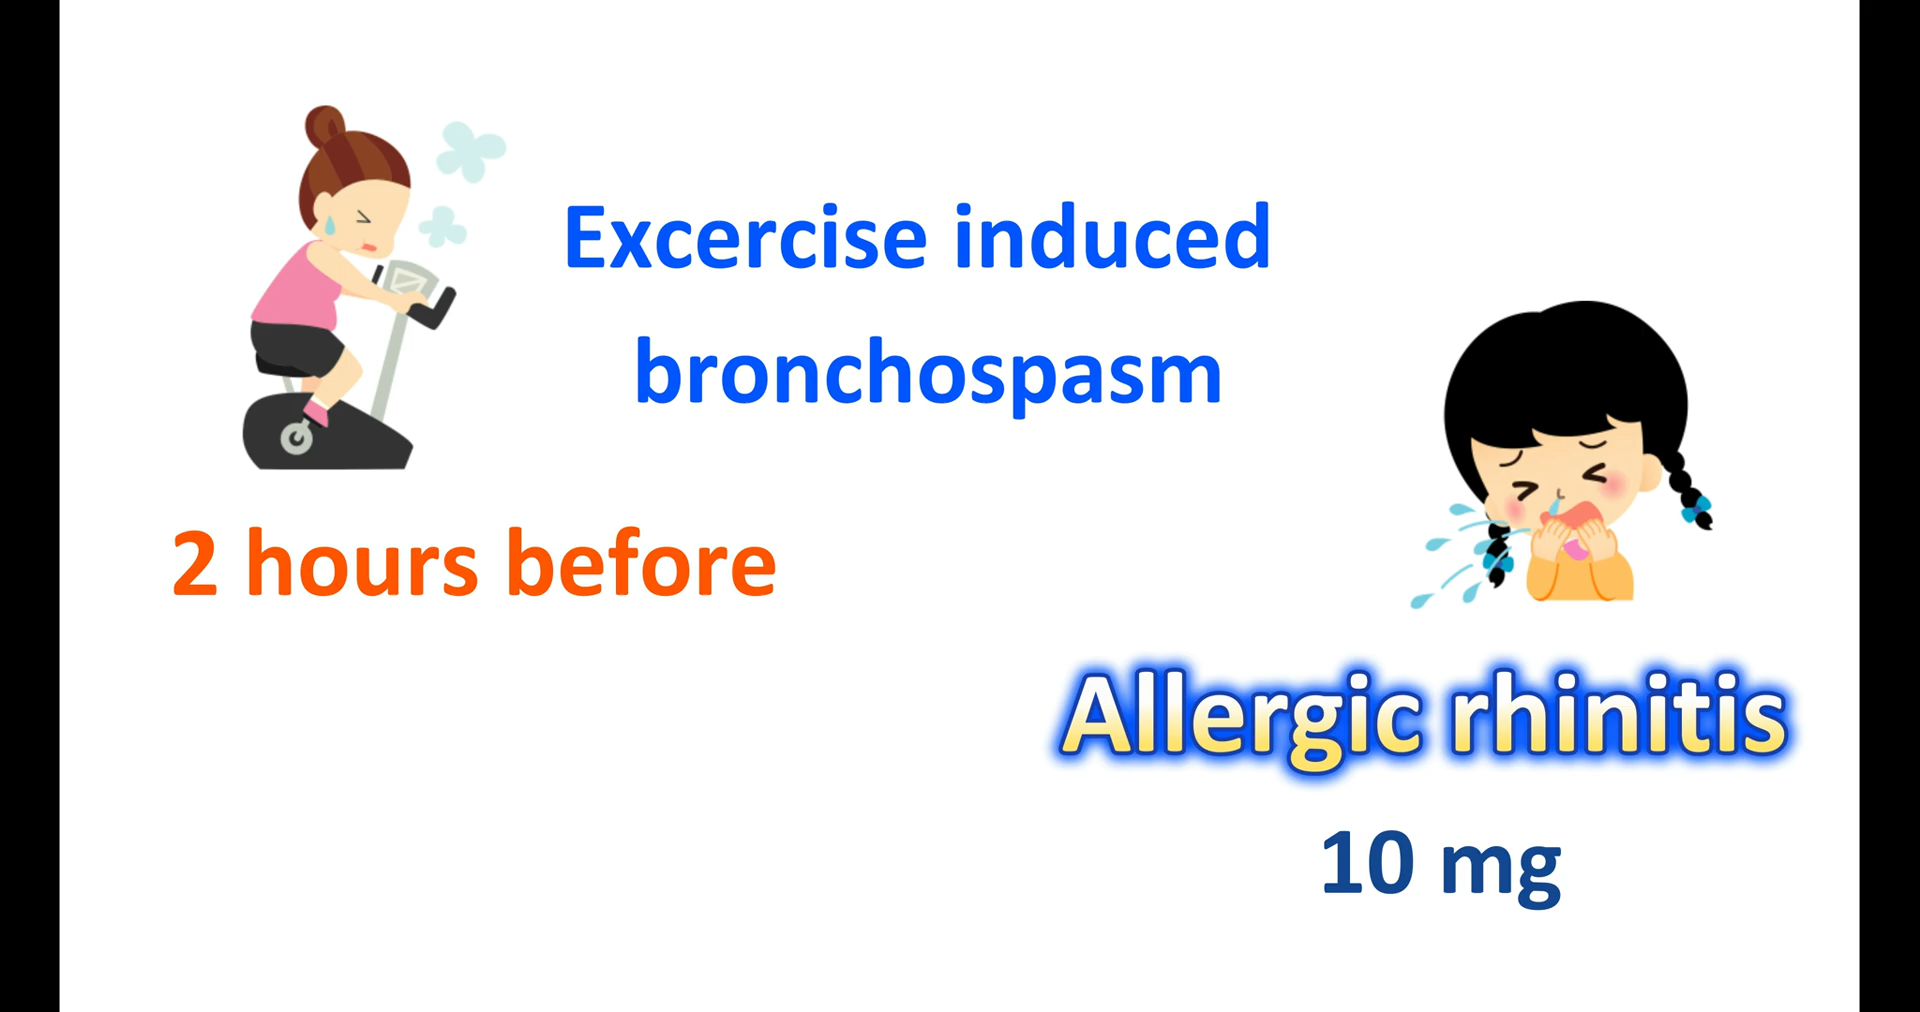 Excercise induced
bronchospasm
2 hours before
Allergic rhinitis
10 mg